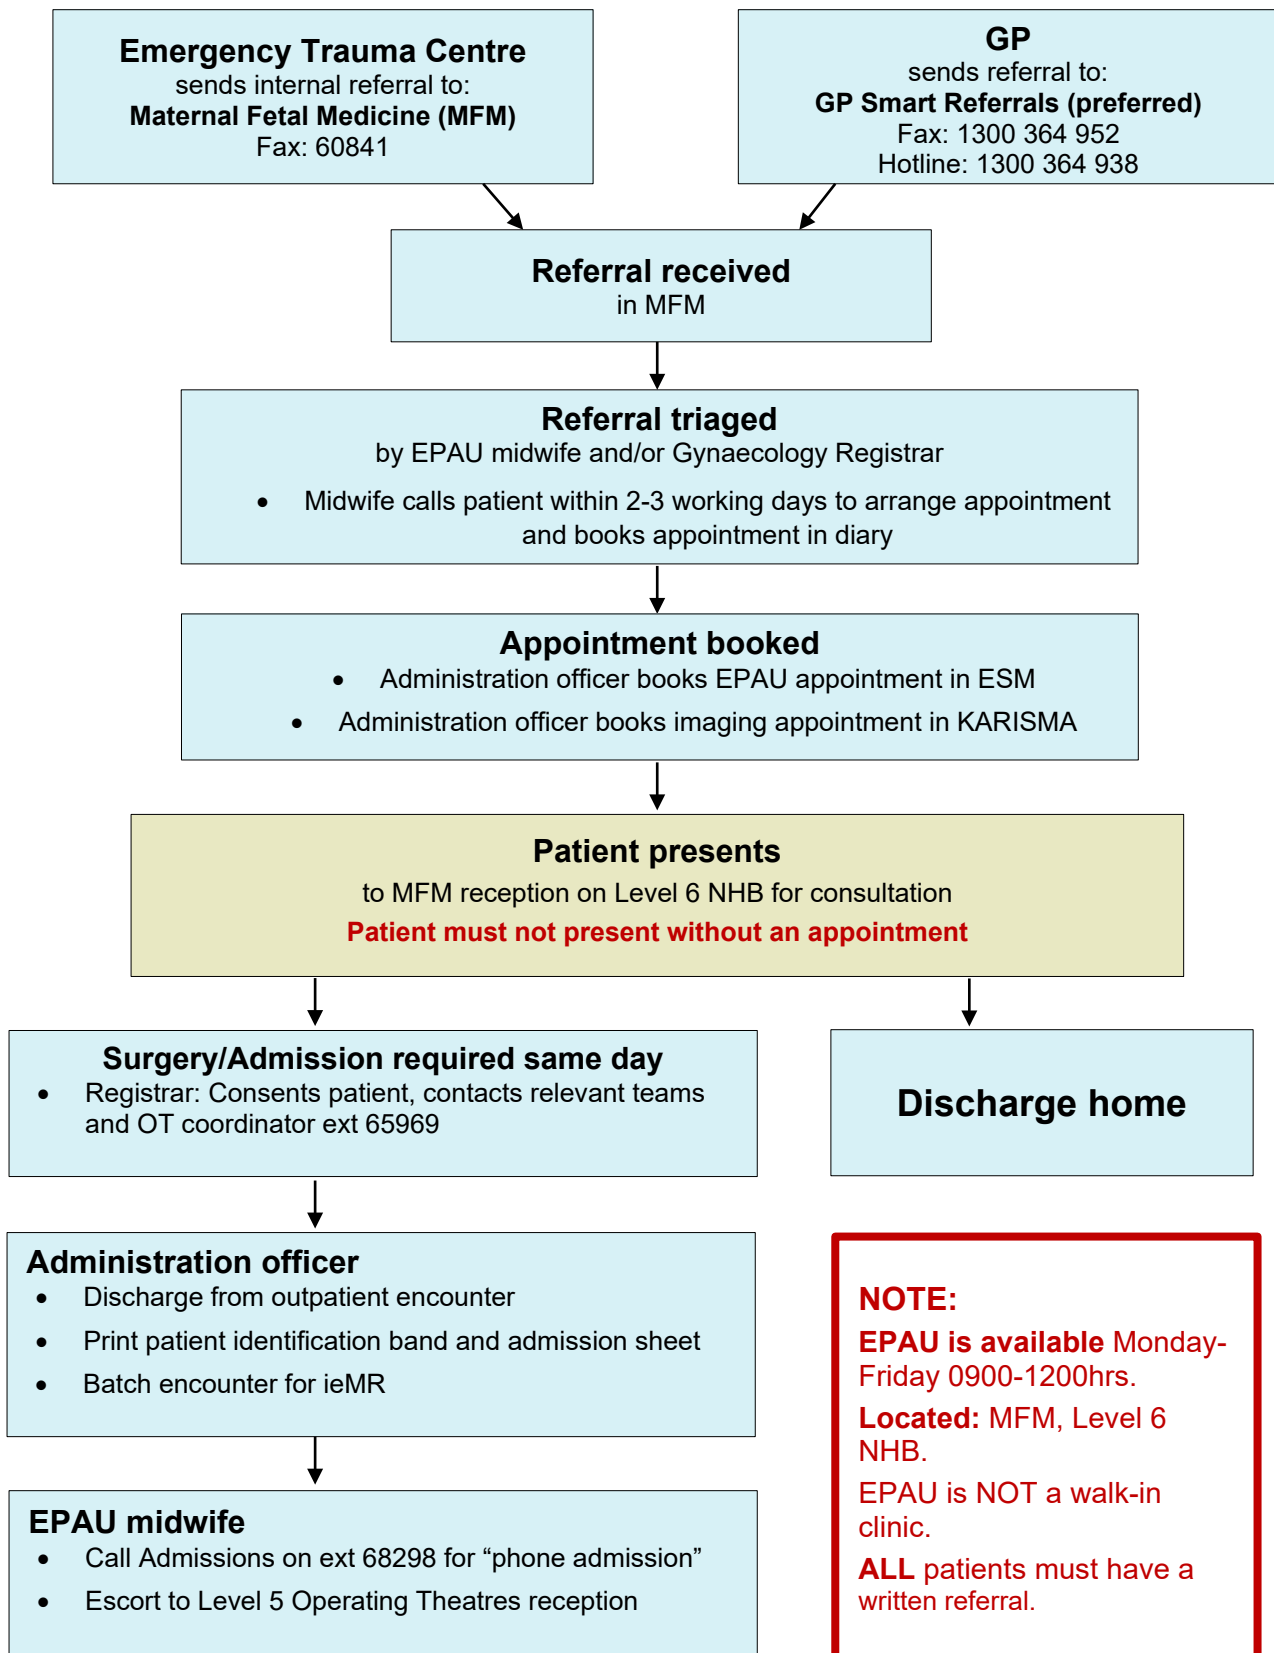 Emergency Trauma Centre
sends internal referral to:
Maternal Fetal Medicine (MFM)
Fax: 60841
GP
sends referral to:
GP Smart Referrals (preferred)
Fax: 1300 364 952
Hotline: 1300 364 938
Referral received
in MFM
Referral triaged
by EPAU midwife and/or Gynaecology Registrar
• Midwife calls patient within 2-3 working days to arrange appointment
and books appointment in diary
Appointment booked
• Administration officer books EPAU appointment in ESM
• Administration officer books imaging appointment in KARISMA
Patient presents
to MFM reception on Level 6 NHB for consultation
Patient must not present without an appointment
Surgery/Admission required same day
• Registrar: Consents patient, contacts relevant teams
and OT coordinator ext 65969
Discharge home
Administration officer
• Discharge from outpatient encounter
• Print patient identification band and admission sheet
• Batch encounter for ieMR
EPAU midwife
• Call Admissions on ext 68298 for “phone admission”
• Escort to Level 5 Operating Theatres reception
NOTE:
EPAU is available Monday-
Friday 0900-1200hrs.
Located: MFM, Level 6
NHB.
EPAU is NOT a walk-in
clinic.
ALL patients must have a
written referral.